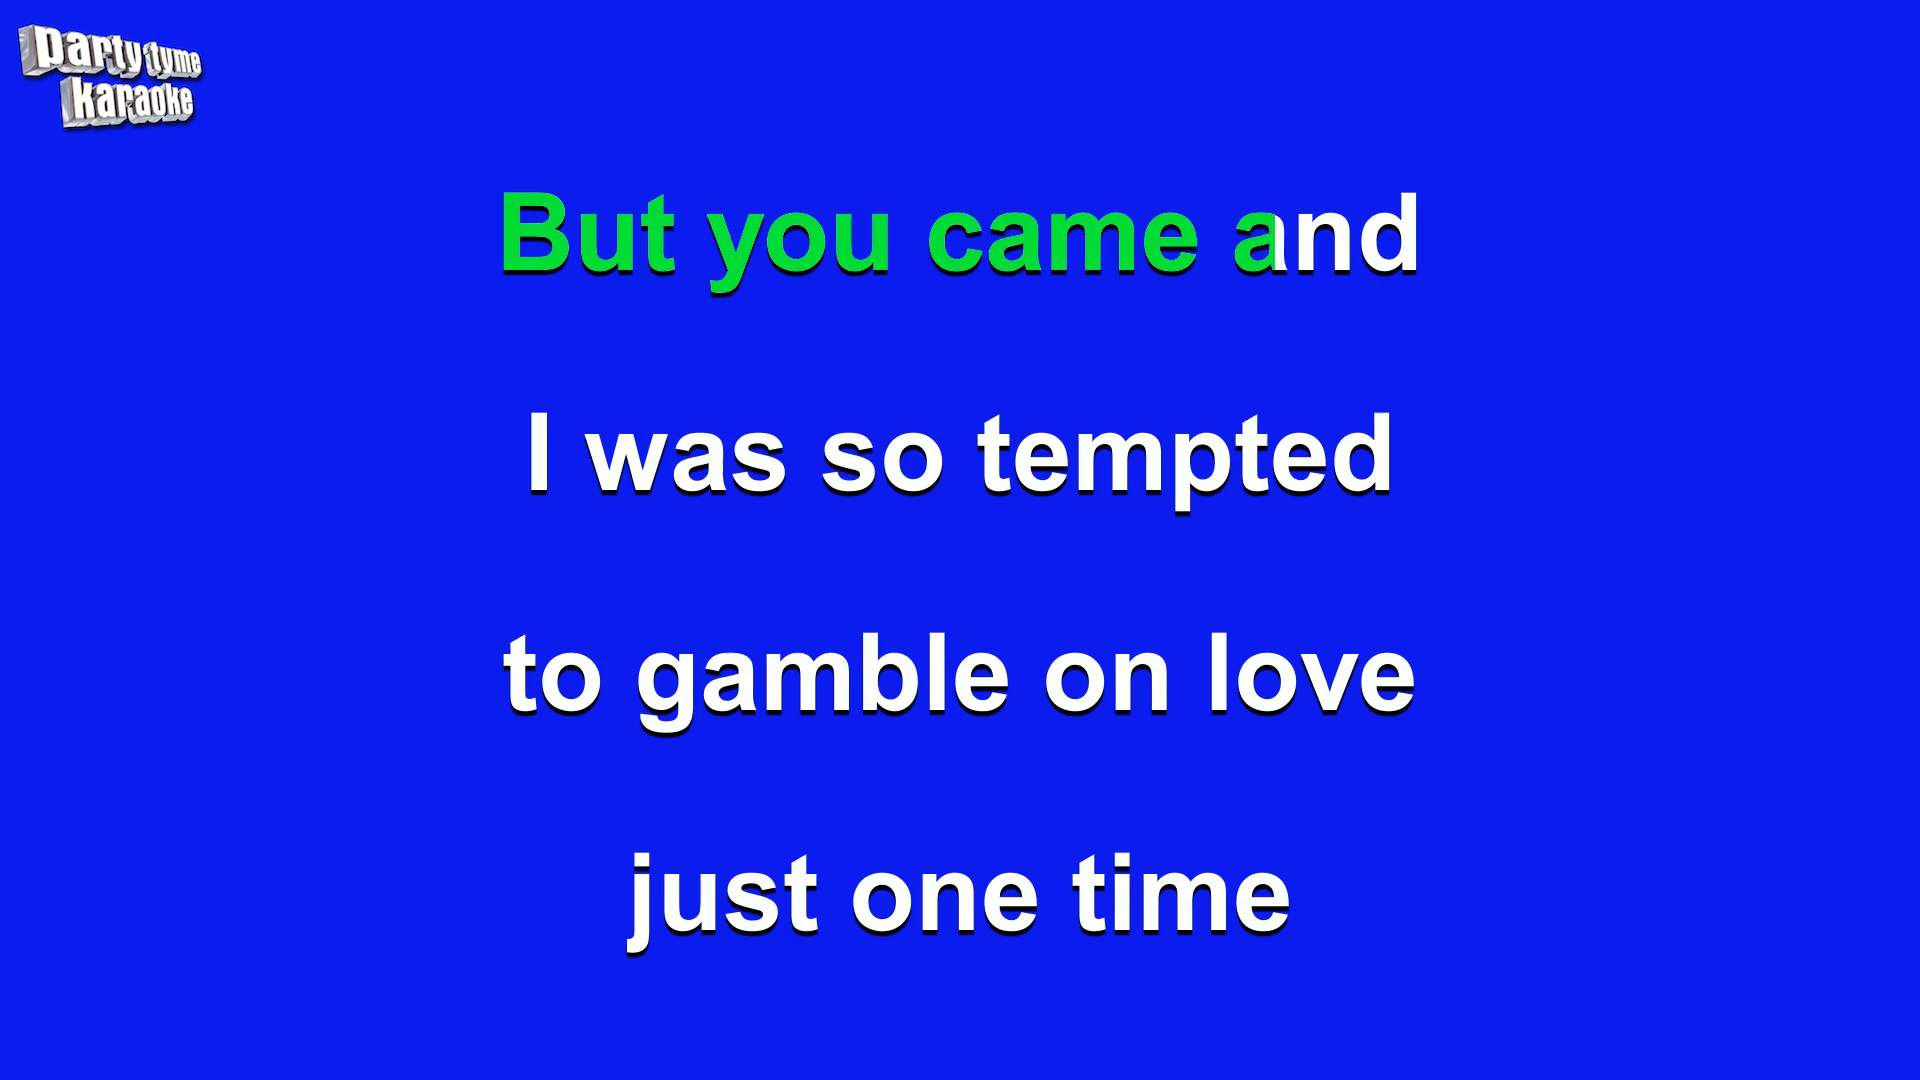 party tyme
karaoke
But you came and
I was so tempted
to gamble on love
just one time